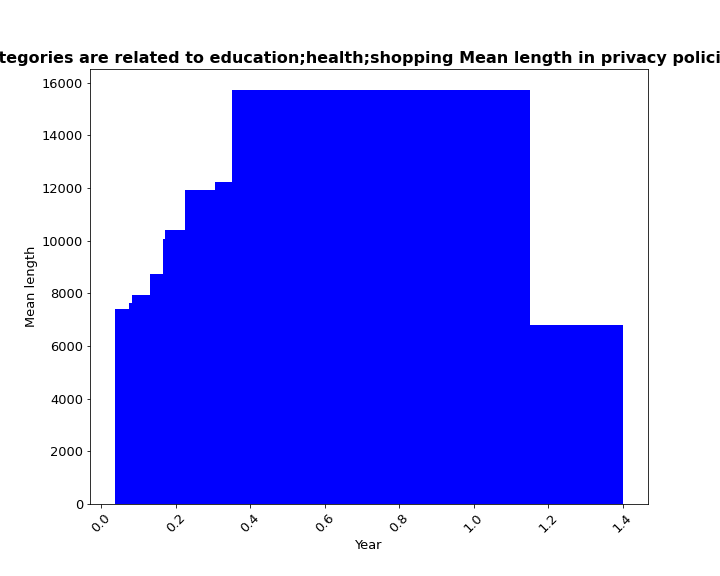 tegories are related to education;health;shopping Mean length in privacy polici
16000
14000
12000
10000
8000
6000
4000
2000
0
Mean length
0.0 0.2 0.4 0.6 0.8 1.0 1.2 1.4
Year